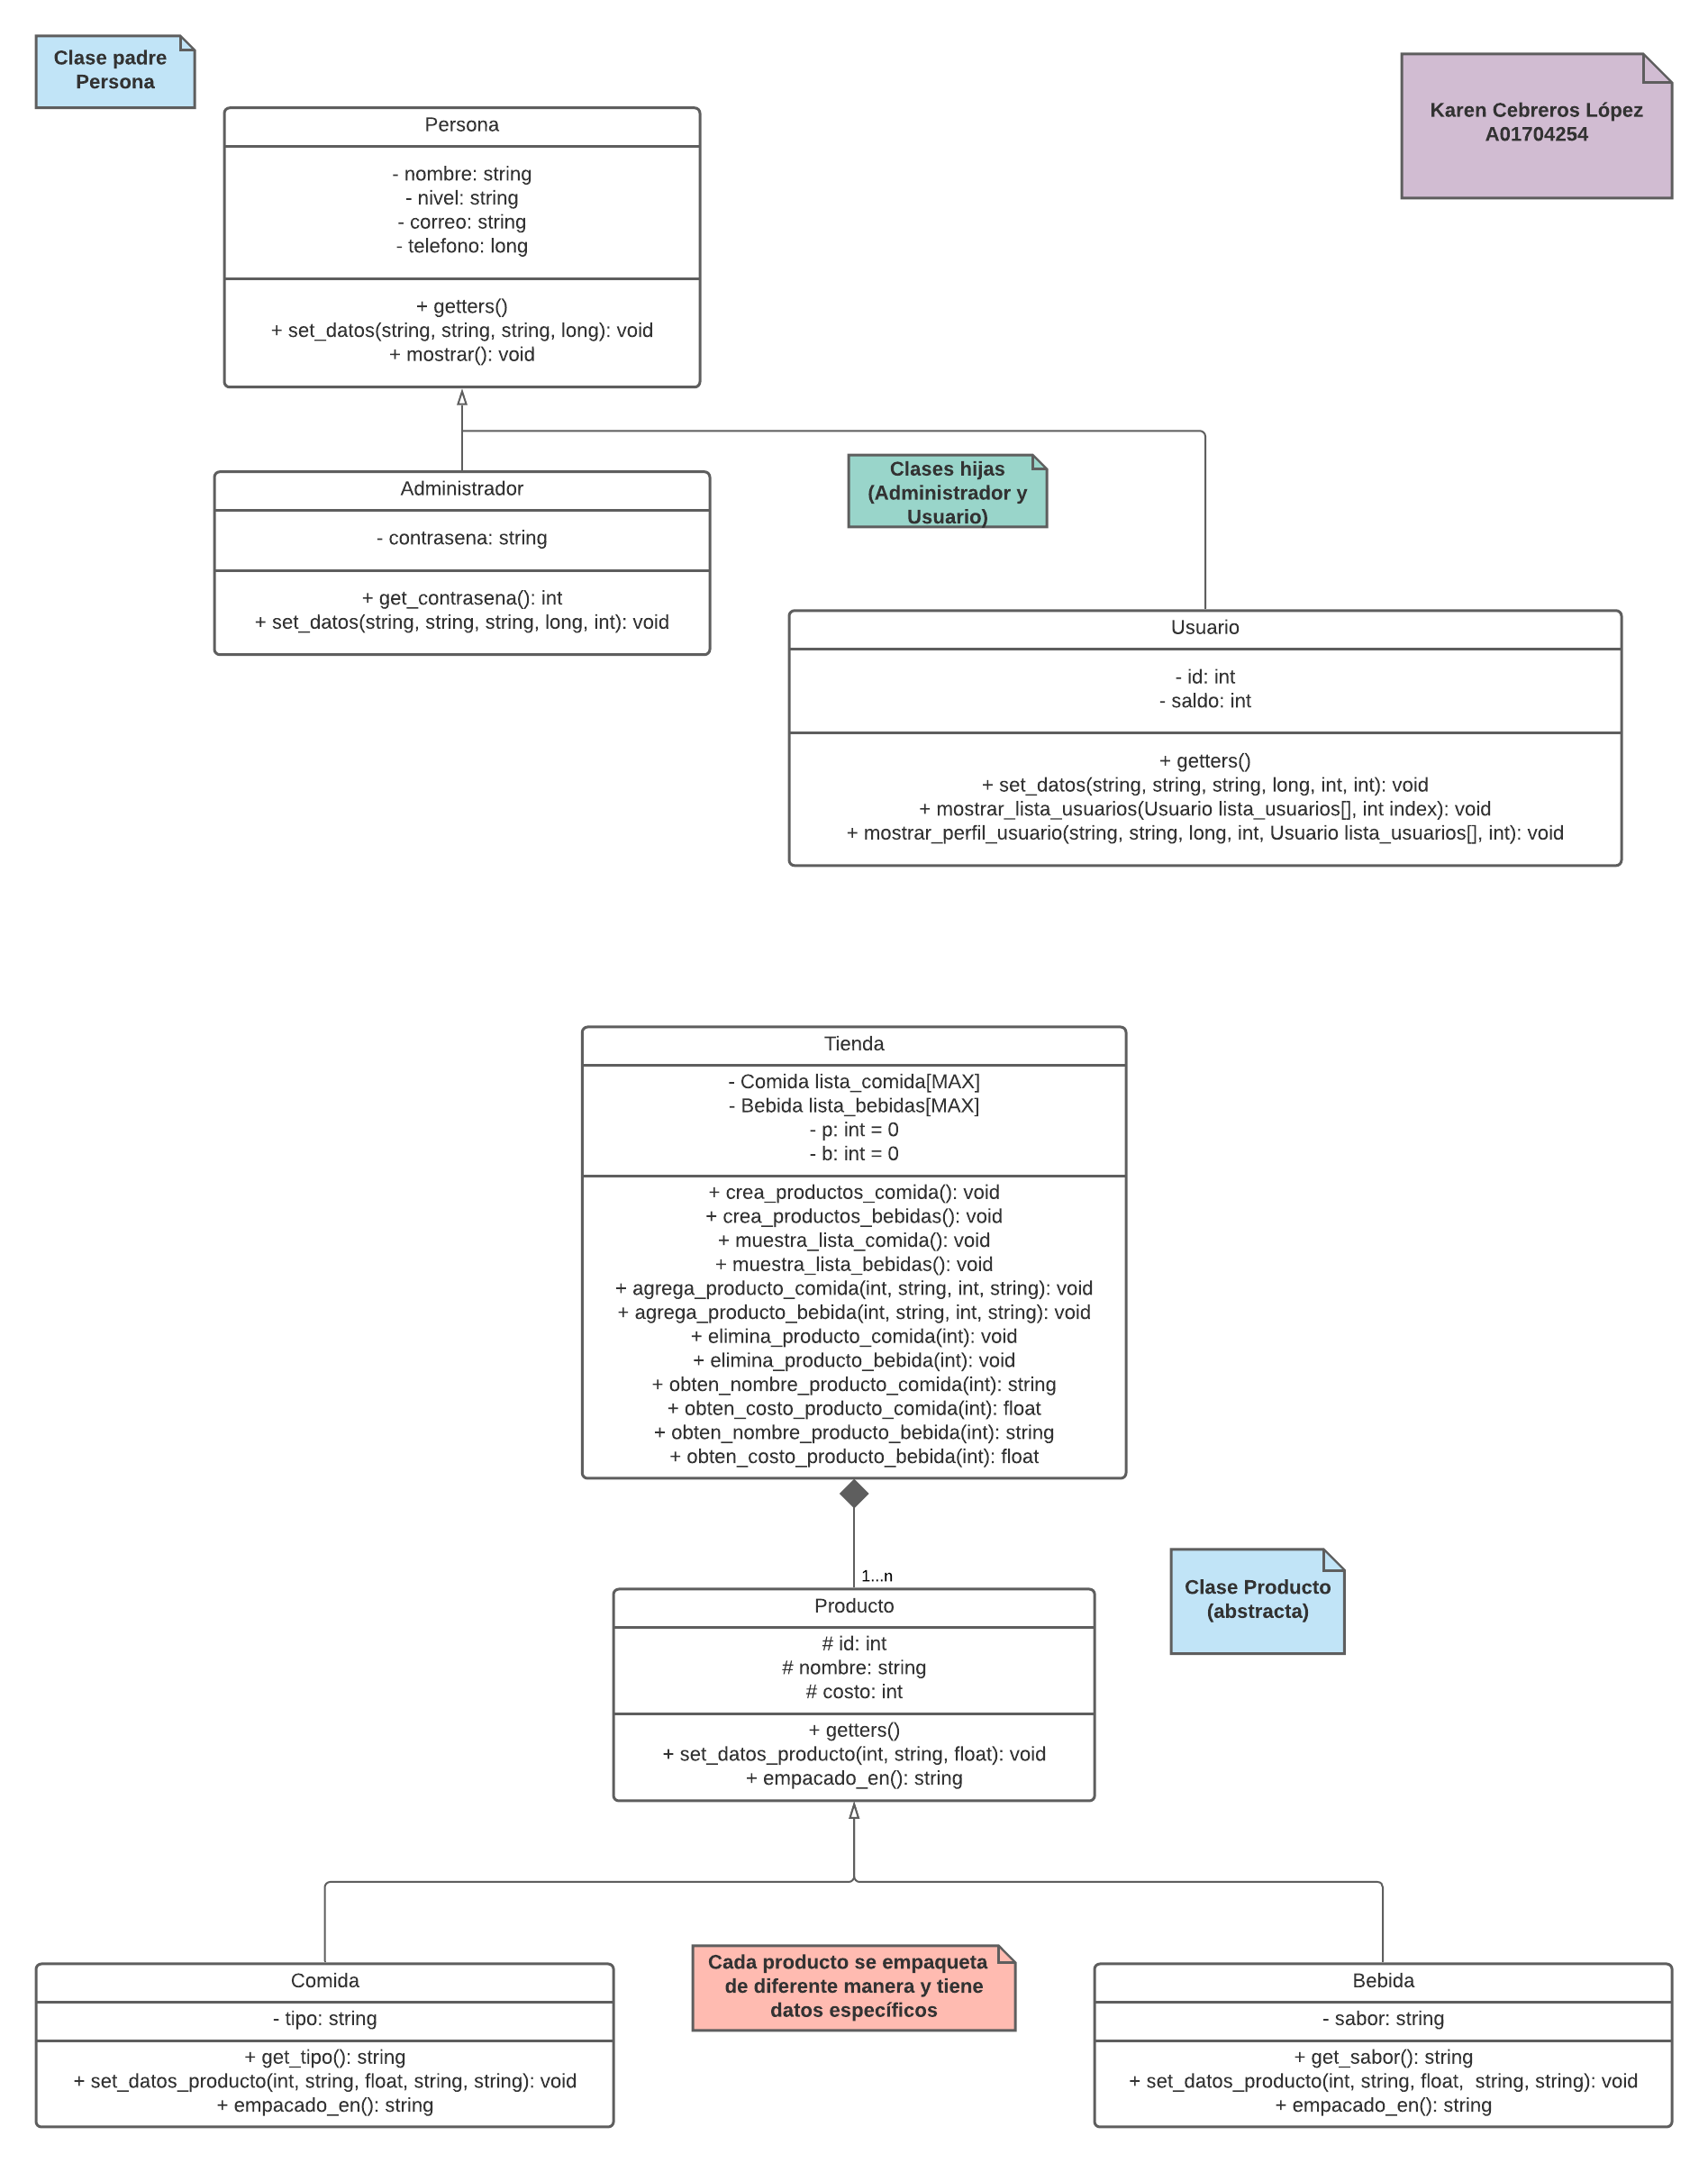 Clase padre
Persona
Karen Cebreros López
A01704254
Persona
- nombre: string
- nivel: string
- correo: string
- telefono: long
+ getters()
+ set_datos(string, string, string, long): void
+ mostrar(): void
Administrador
- contrasena: string
+ get_contrasena(): int
+ set_datos(string, string, string, long, int): void
Clases hijas
(Administrador y
Usuario)
Usuario
- id: int
- saldo: int
+ getters()
+ set_datos(string, string, string, long, int, int): void
+ mostrar_lista_usuarios(Usuario lista_usuarios[], int index): void
+ mostrar_perfil_usuario(string, string, long, int, Usuario lista_usuarios[], int): void
Tienda
- Comida lista_comida[MAX]
- Bebida lista_bebidas[MAX]
- p: int = 0
- b: int = 0
+ crea_productos_comida(): void
+ crea_productos_bebidas(): void
+ muestra_lista_comida(): void
+ muestra_lista_bebidas(): void
+ agrega_producto_comida(int, string, int, string): void
+ agrega_producto_bebida(int, string, int, string): void
+ elimina_producto_comida(int): void
+ elimina_producto_bebida(int): void
+ obten_nombre_producto_comida(int): string
+ obten_costo_producto_comida(int): float
+ obten_nombre_producto_bebida(int): string
+ obten_costo_producto_bebida(int): float
1...n
Clase Producto
(abstracta)
Producto
# id: int
# nombre: string
# costo: int
+ getters()
+ set_datos_producto(int, string, float): void
+ empacado_en(): string
Cada producto se empaqueta
de diferente manera y tiene
datos específicos
Comida
- tipo: string
+ get_tipo(): string
+ set_datos_producto(int, string, float, string, string): void
+ empacado_en(): string
Bebida
- sabor: string
+ get_sabor(): string
+ set_datos_producto(int, string, float,  string, string): void
+ empacado_en(): string